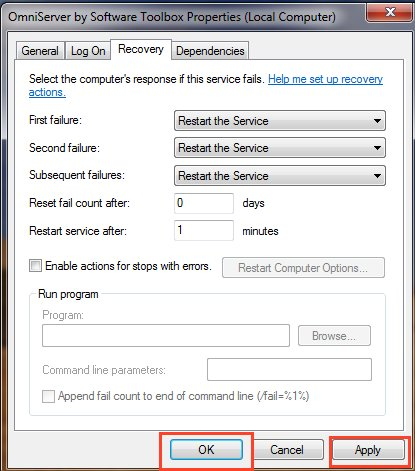 OmniServer by Software Toolbox Properties (Local Computer)
General Log On Recovery Dependencies
Select the computer's response if this service fails. Help me set up recovery
actions.
First failure: Restart the Service
Second failure: Restart the Service
Subsequent failures: Restart the Service
Reset fail count after: 0 days
Restart service after: 1 minutes
Enable actions for stops with errors. Restart Computer Options...
Run program
Program:
Browse...
Command line parameters:
Append fail count to end of command line (/fail=%1%)
OK Cancel Apply